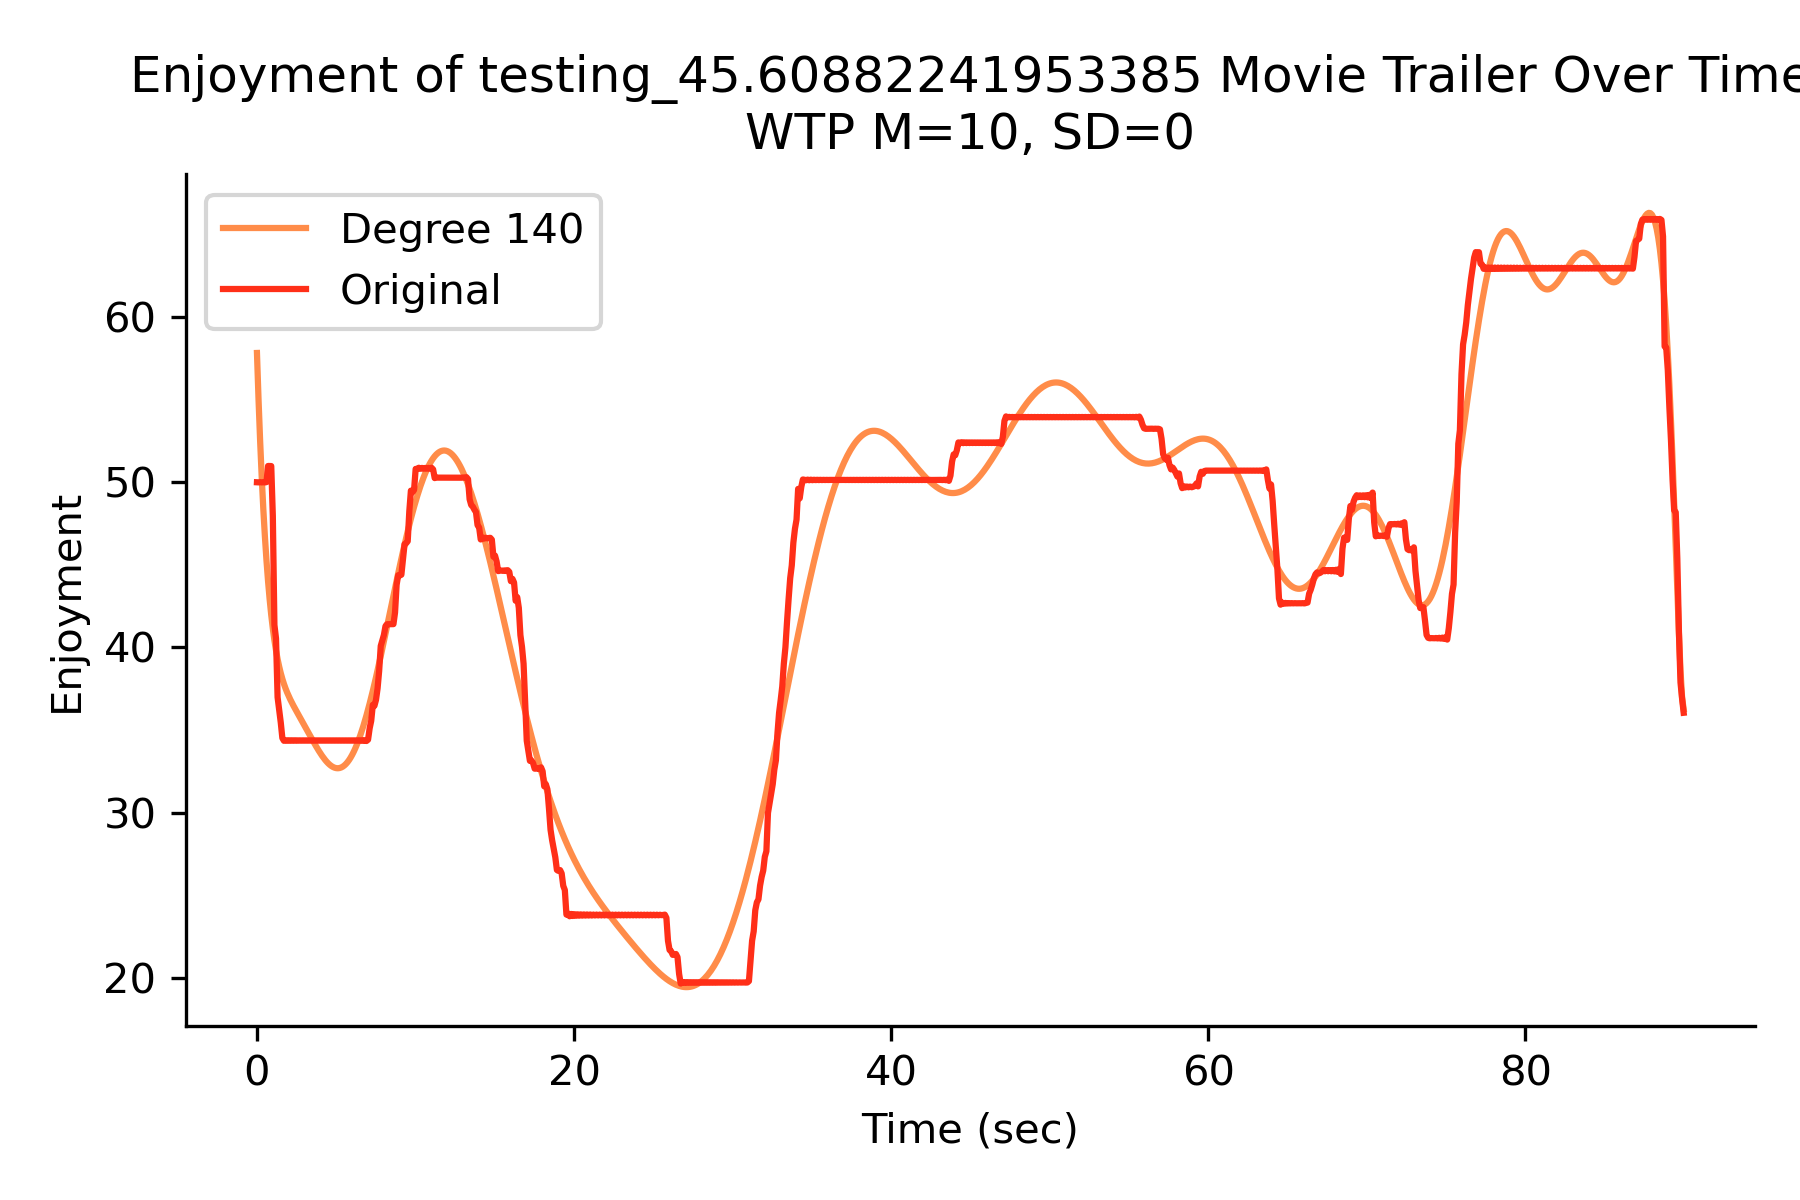 Enjoyment of testing_45.60882241953385 Movie Trailer Over Time
WTP M=10, SD=0
Degree 140
Original
60
50
40
30
20
Enjoyment
0 20 40 60 80
Time (sec)